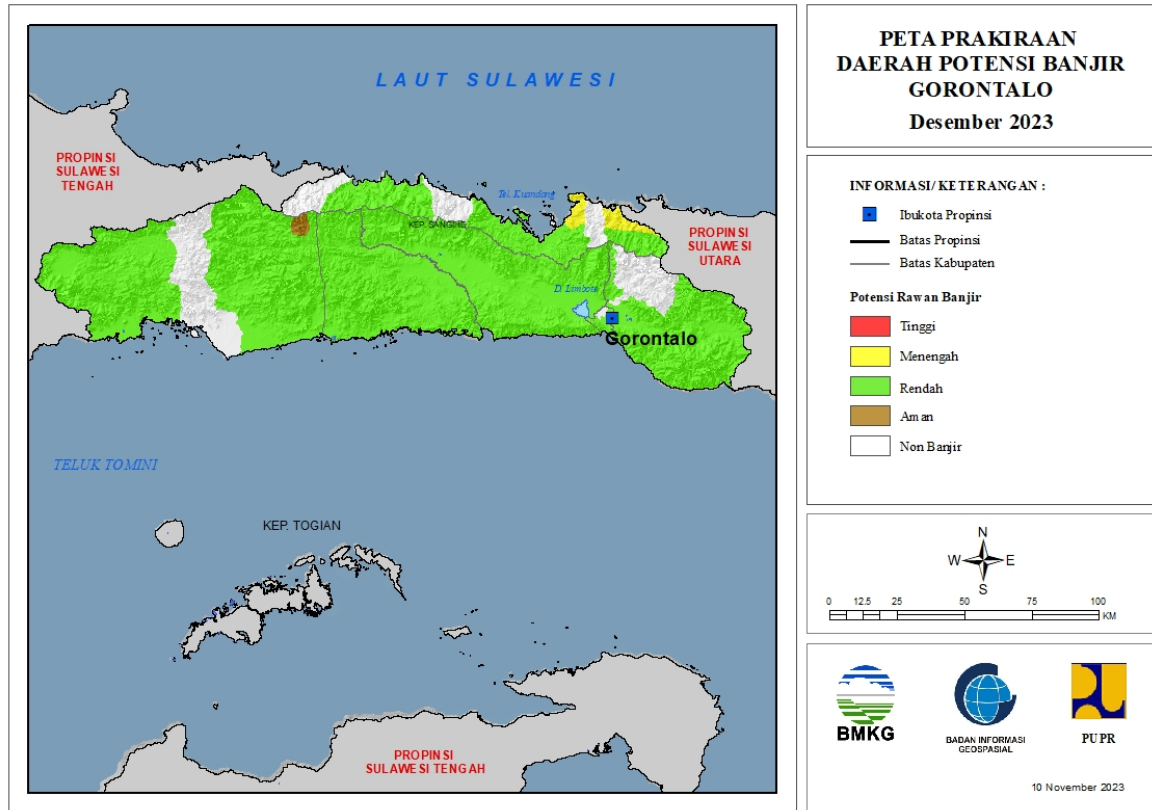 LAUT SULAWESI
PROPINSI
SULAWESI
TENGAH
Tel. Kuandang
KEP. SANGIHE
PROPINSI
SULAWESI
UTARA
D. Limboto
Gorontalo
TELUK TOMINI
KEP. TOGIAN
PROPINSI
SULAWESI TENGAH
PETA PRAKIRAAN
DAERAH POTENSI BANJIR
GORONTALO
Desember 2023
INFORMASI/ KETERANGAN :
Ibukota Propinsi
Batas Propinsi
Batas Kabupaten
Potensi Rawan Banjir
Tinggi
Menengah
Rendah
Aman
Non Banjir
N
W E
S
0 12.5 25 50 75 100
KM
BMKG
BADAN INFORMASI
GEOSPASIAL
PUPR
10 November 2023